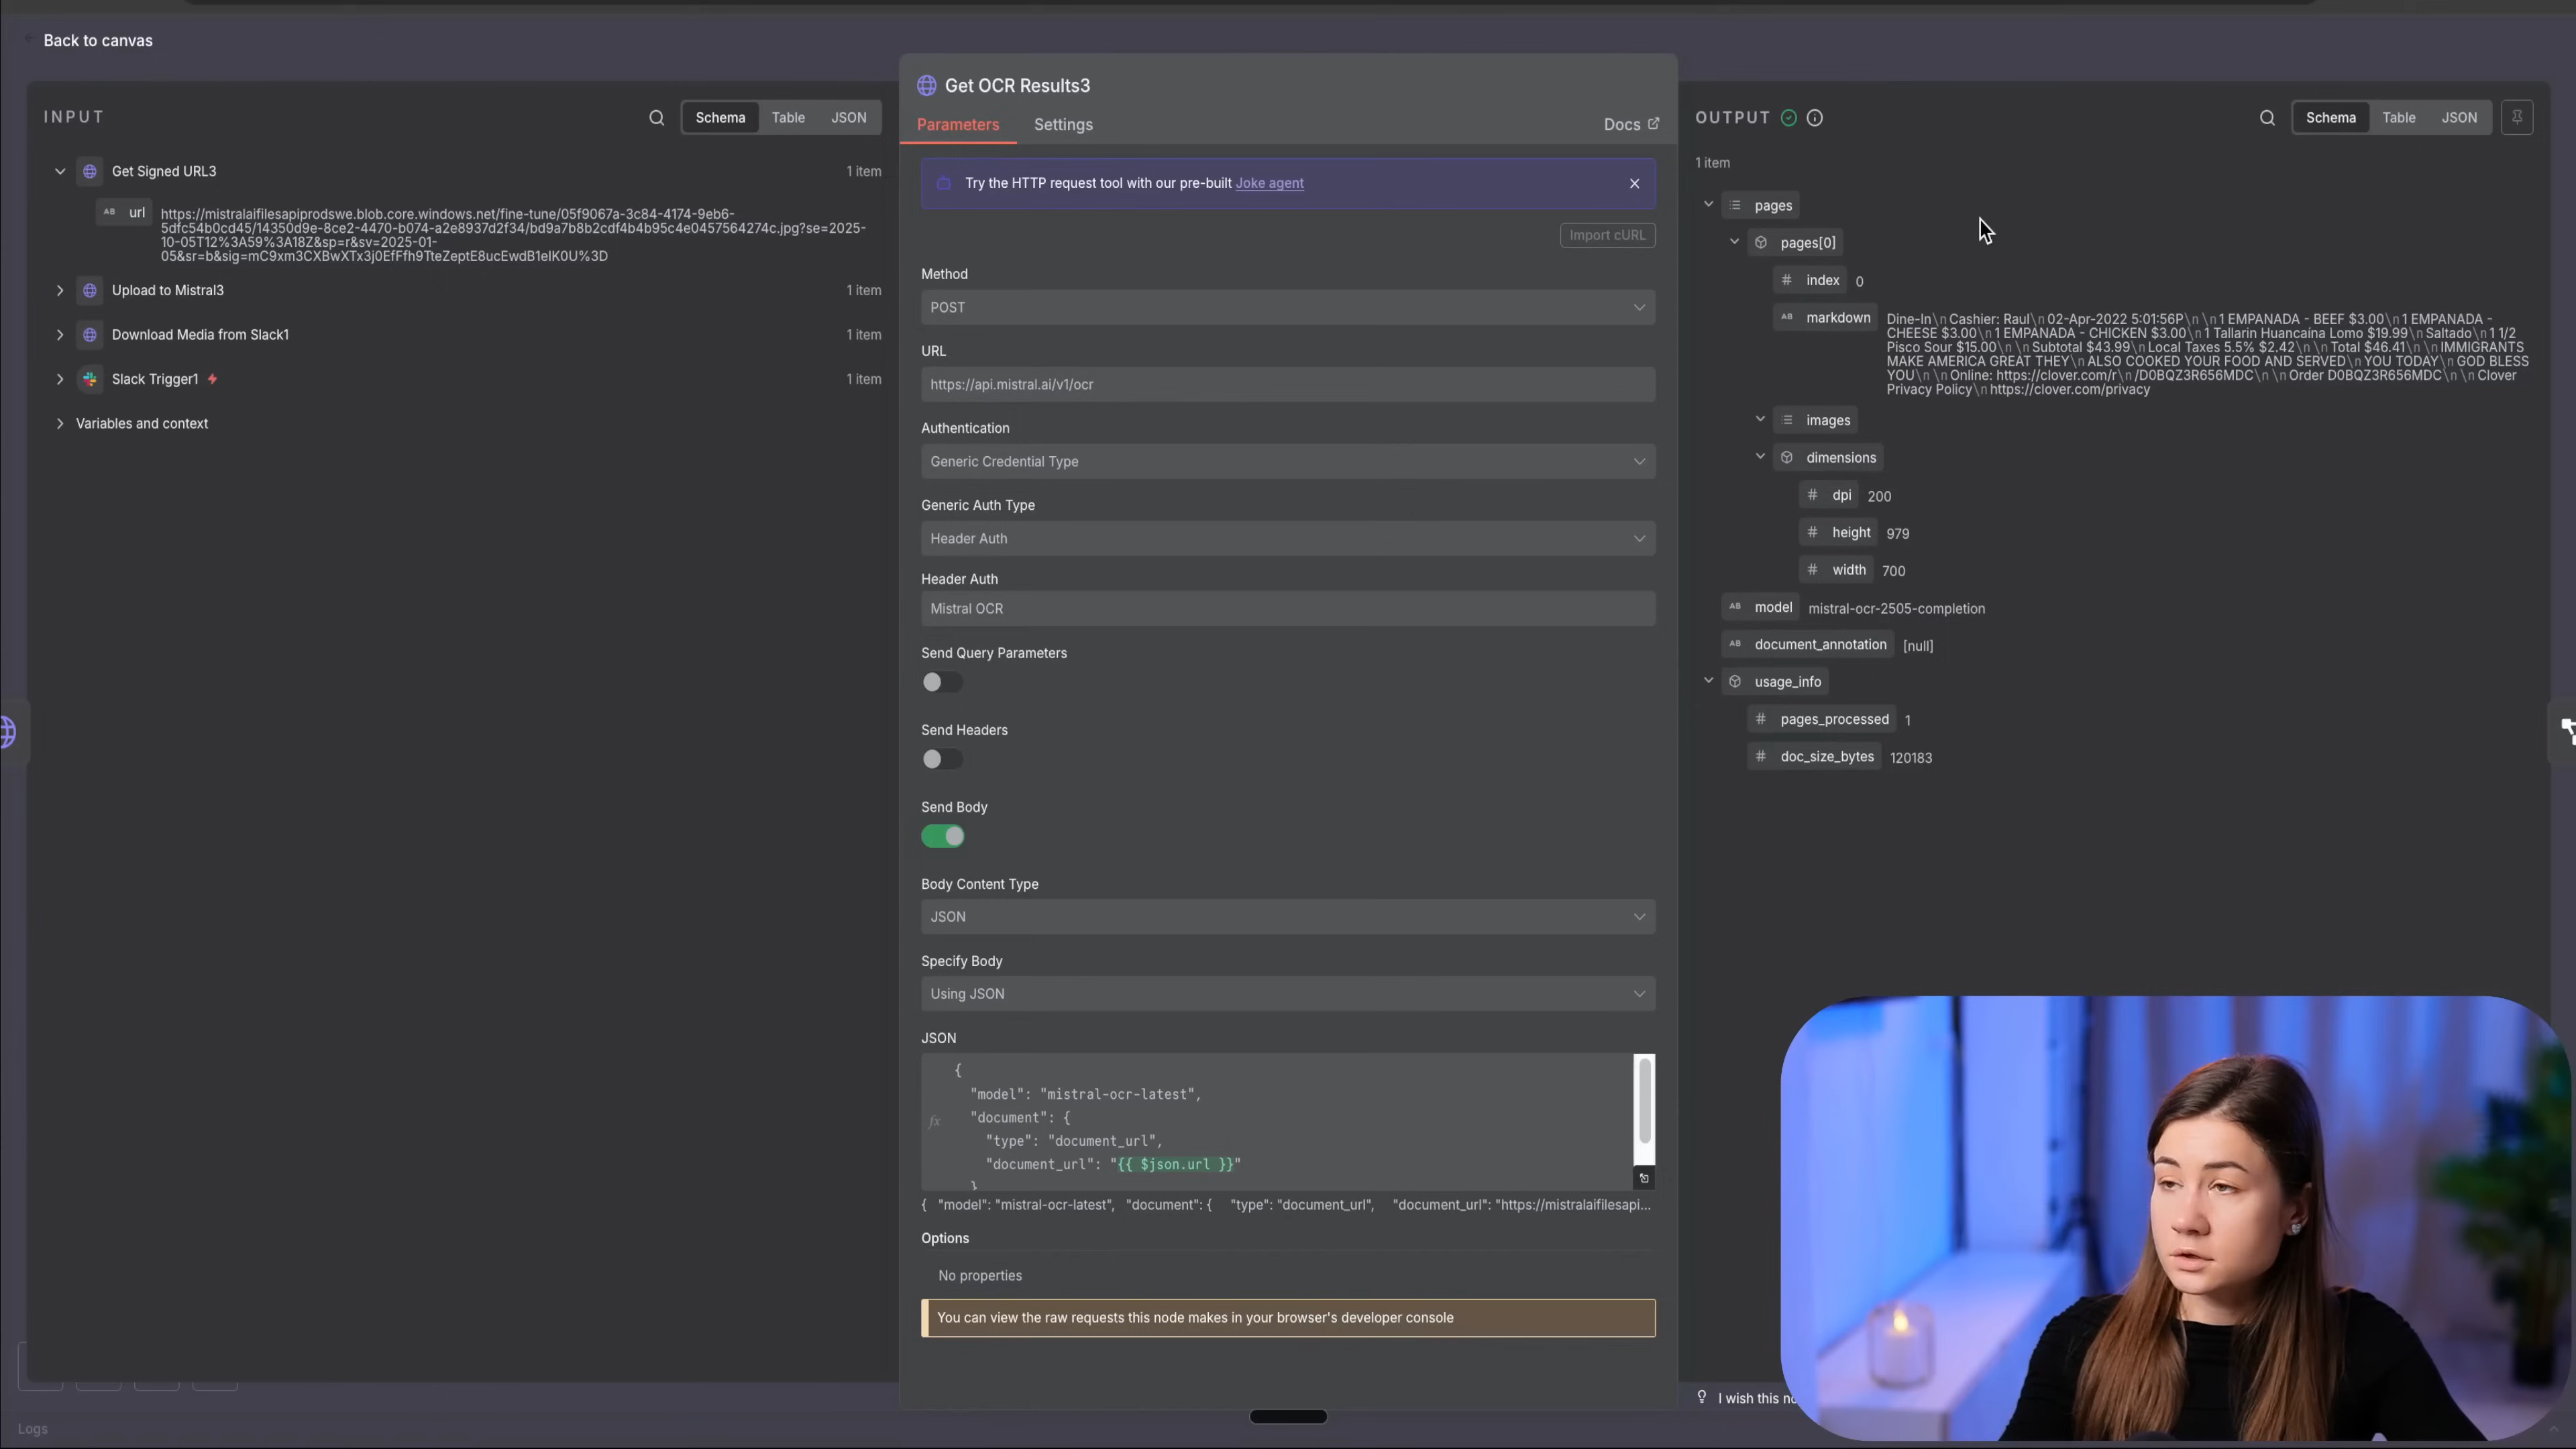 Back to canvas
INPUT
Schema
Table
JSON
Get Signed URL3
1 item
AB
url
https://mistralaifilesapiprodswe.blob.core.windows.net/fine-tune/05f9067a-3c84-4174-9eb6-
5dfc54b0cd45/14350d9e-8ce2-4470-b074-a2e8937d2f34/bd9a7b8b2cdf4b4b95c4e0457564274c.jpg?se=2025-
10-05T12%3A59%3A18Z&sp=r&sv=2025-01-
05&sr=b&sig=mC9xm3CXBwXTx3j0EfFfh9TteZeptE8ucEwdB1eIK0U%3D
Upload to Mistral3
1 item
Download Media from Slack1
1 item
Slack Trigger1
1 item
Variables and context
Logs
Get OCR Results3
Parameters
Settings
Docs
Try the HTTP request tool with our pre-built Joke agent
Import cURL
Method
POST
URL
https://api.mistral.ai/v1/ocr
Authentication
Generic Credential Type
Generic Auth Type
Header Auth
Header Auth
Mistral OCR
Send Query Parameters
Send Headers
Send Body
Body Content Type
JSON
Specify Body
Using JSON
JSON
fx
{
"model": "mistral-ocr-latest",
"document": {
"type": "document_url",
"document_url": "{{ $json.url }}"
}
{ "model": "mistral-ocr-latest", "document": { "type": "document_url", "document_url": "https://mistralaifilesapi...
Options
No properties
You can view the raw requests this node makes in your browser's developer console
OUTPUT
Schema
Table
JSON
1 item
pages
pages[0]
# index 0
AB markdown
Dine-In\n Cashier: Raul\n 02-Apr-2022 5:01:56P\n \n 1 EMPANADA - BEEF $3.00\n 1 EMPANADA -
CHEESE $3.00\n 1 EMPANADA - CHICKEN $3.00\n 1 Tallarin Huancaina Lomo $19.99\n Saltado\n 1 1/2
Pisco Sour $15.00\n \n Subtotal $43.99\n Local Taxes 5.5% $2.42\n \n Total $46.41\n \n IMMIGRANTS
MAKE AMERICA GREAT THEY\n ALSO COOKED YOUR FOOD AND SERVED\n YOU TODAY\n GOD BLESS
YOU\n \n Online: https://clover.com/r\n /D0BQZ3R656MDC\n \n Order D0BQZ3R656MDC\n \n Clover
Privacy Policy\n https://clover.com/privacy
images
dimensions
# dpi 200
# height 979
# width 700
AB model mistral-ocr-2505-completion
AB document_annotation [null]
usage_info
# pages_processed 1
# doc_size_bytes 120183
I wish this no